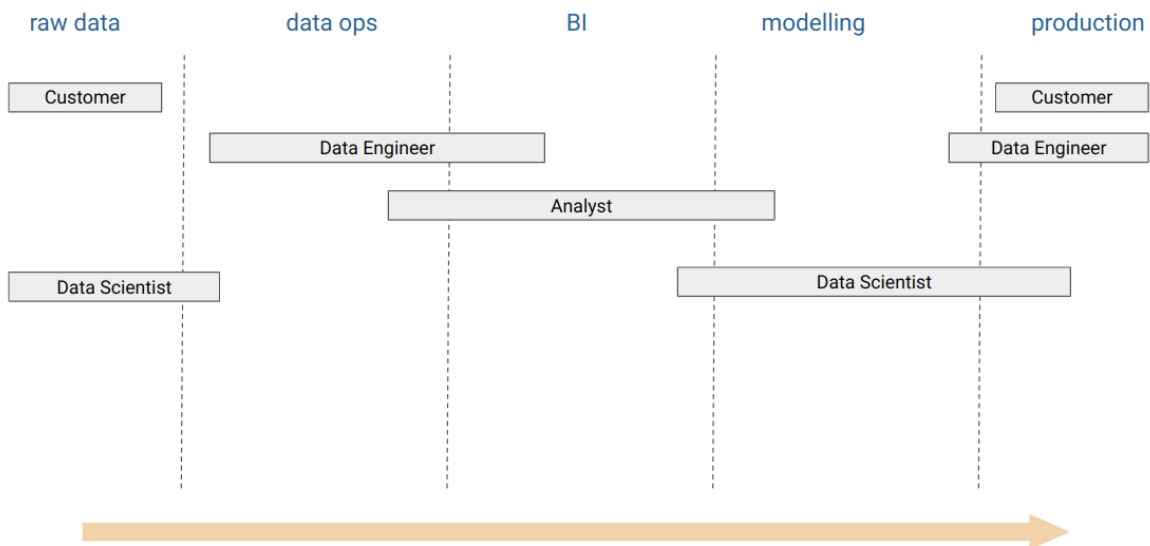 raw data
data ops
BI
modelling
production
Customer
Customer
Data Engineer
Data Engineer
Analyst
Data Scientist
Data Scientist